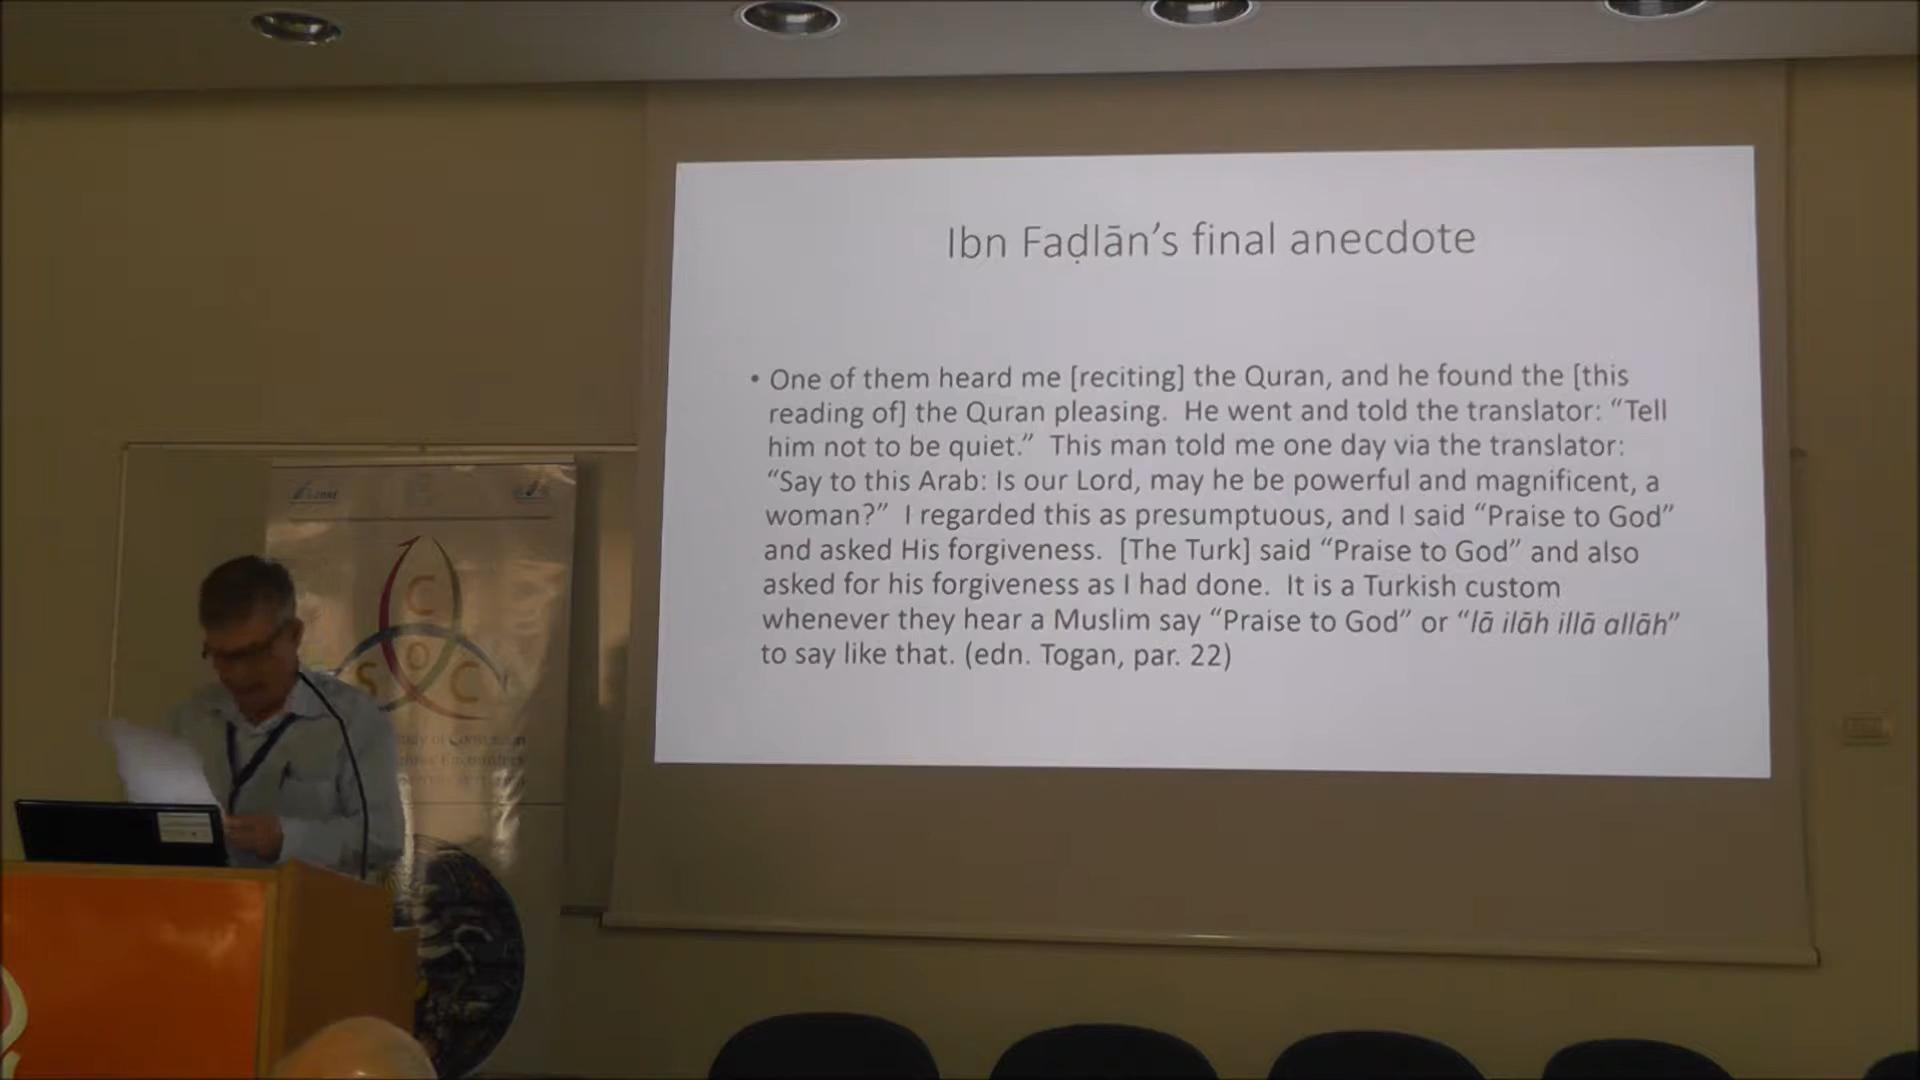 Ibn Faḍlān’s final anecdote
• One of them heard me [reciting] the Quran, and he found the [this
reading of] the Quran pleasing. He went and told the translator: “Tell
him not to be quiet.” This man told me one day via the translator:
“Say to this Arab: Is our Lord, may he be powerful and magnificent, a
woman?” I regarded this as presumptuous, and I said “Praise to God”
and asked His forgiveness. [The Turk] said “Praise to God” and also
asked for his forgiveness as I had done. It is a Turkish custom
whenever they hear a Muslim say “Praise to God” or “lā ilāh illā allāh”
to say like that. (edn. Togan, par. 22)
C
S O C